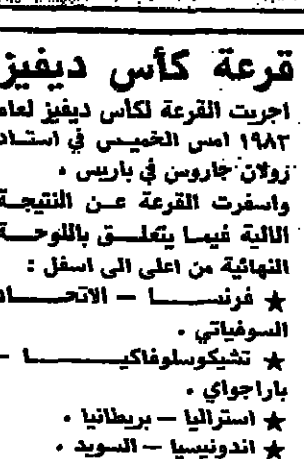 قرعة كأس ديفيز
اجريت القرعة لكأس ديفيز لعام
١٩٨٣ امس الخميس في استاد
زولان جاروس في باريس .
واسفرت القرعة عن النتيجة
التالية فيما يتعلق باللوحة
النهائية من اعلى الى اسفل :
★ فرنسا – الاتحاد
السوفياتي .
★ تشيكوسلوفاكيا –
باراجواي .
★ استراليا – بريطانيا .
★ اندونيسيا – السويد .